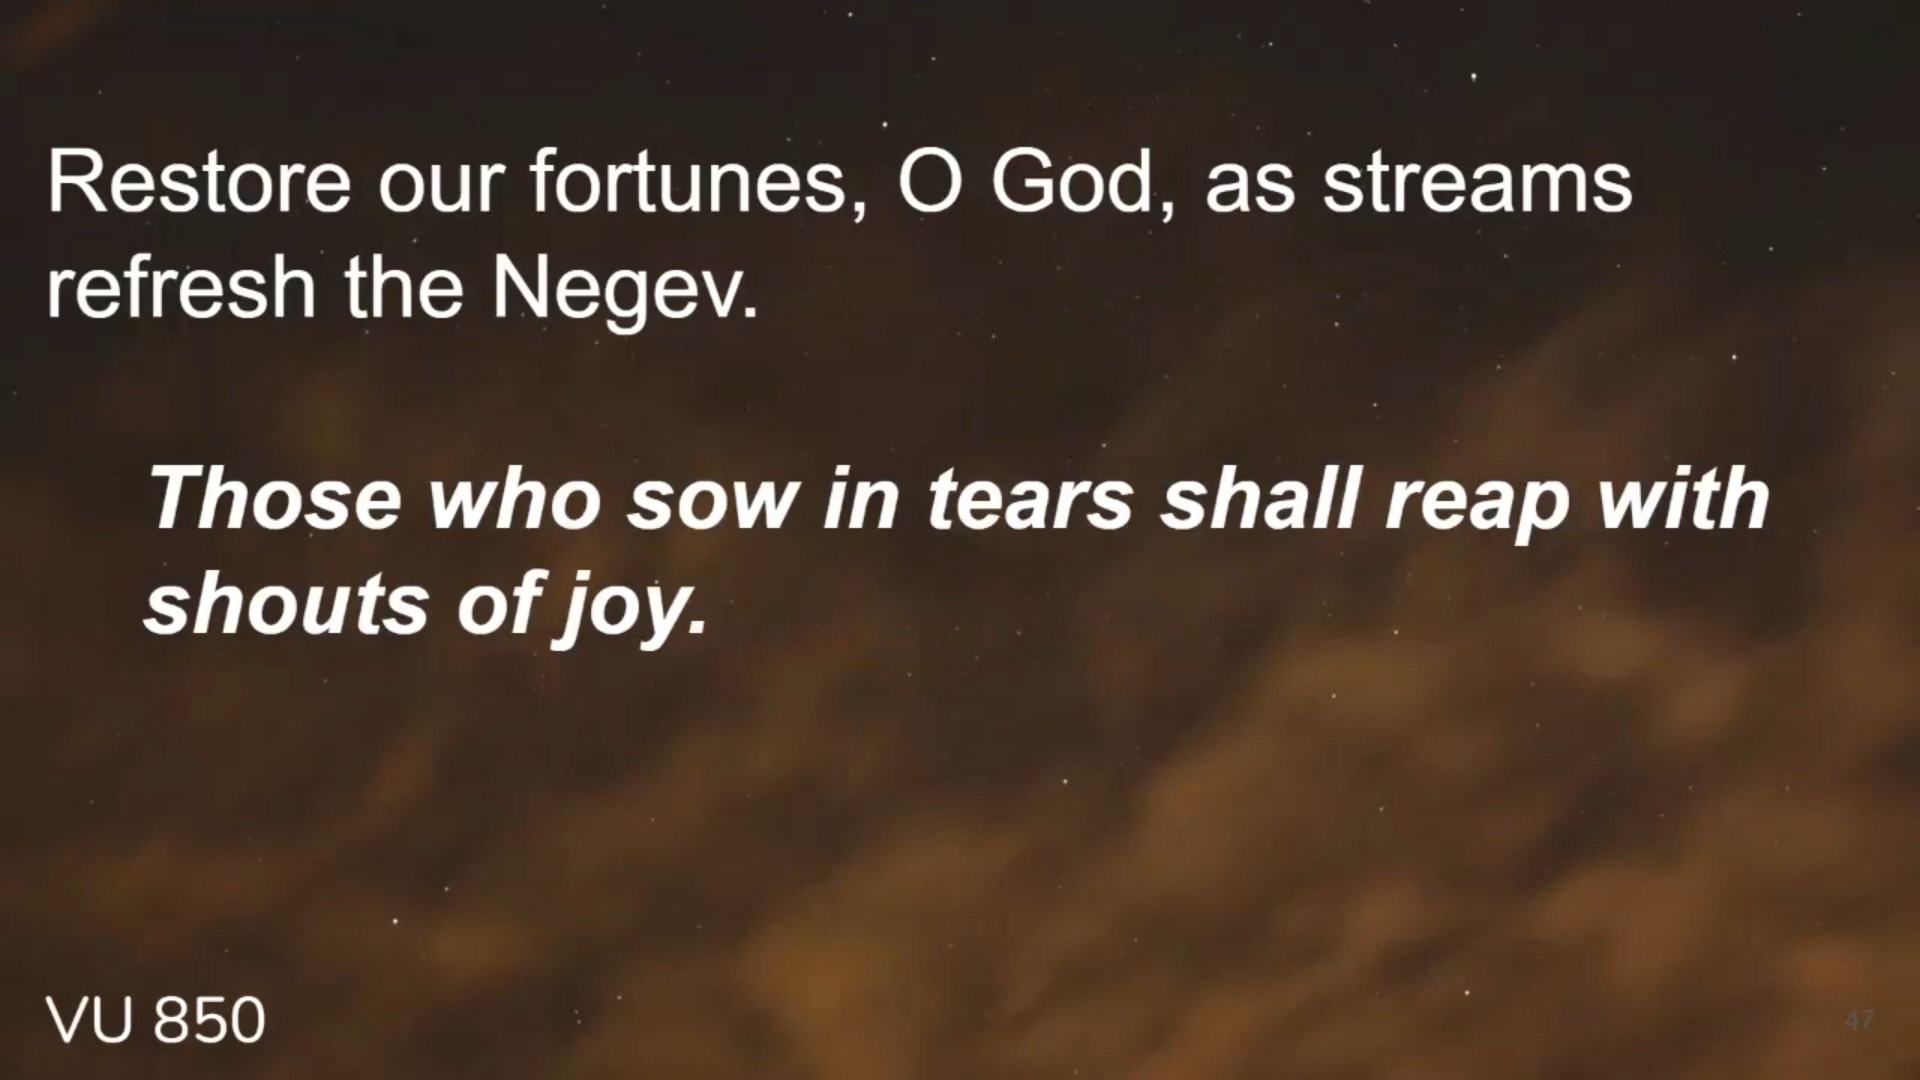 Restore our fortunes, O God, as streams
refresh the Negev.
Those who sow in tears shall reap with
shouts of joy.
VU 850
47